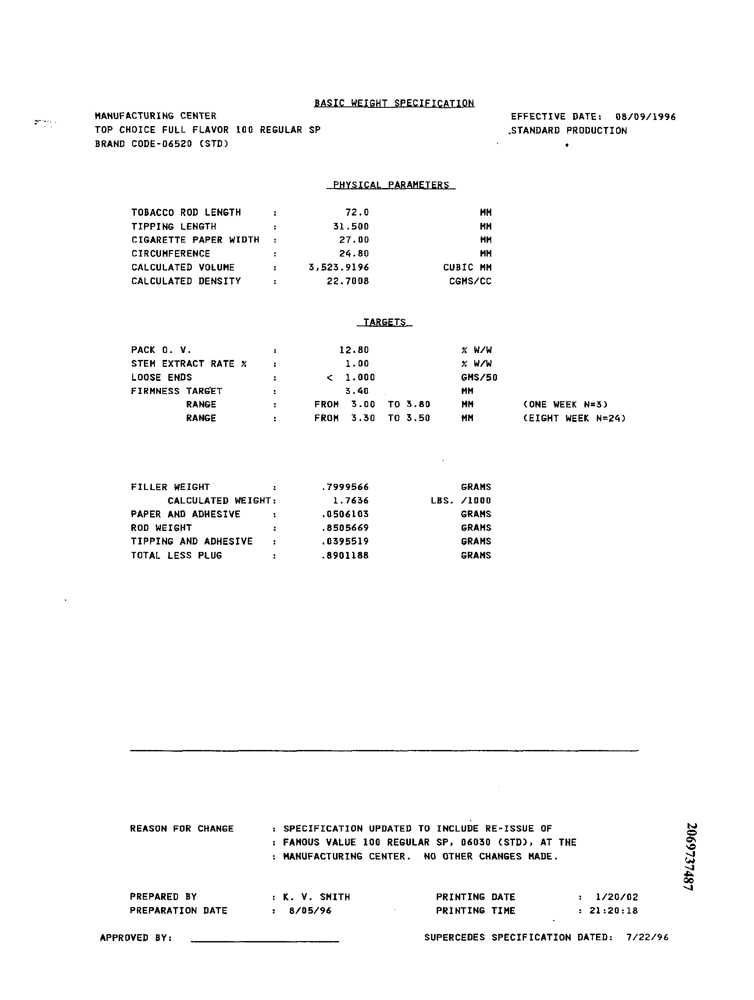 BASIC WEIGHT SPECIFICATION
MANUFACTURING CENTER EFFECTIVE DATE: 08/09/1996
TOP CHOICE FULL FLAVOR 100 REGULAR SP .STANDARD PRODUCTION
BRAND CODE-06520 (STD)
PHYSICAL PARAMETERS
TOBACCO ROD LENGTH : 72.0 MM
TIPPING LENGTH : 31.500 MM
CIGARETTE PAPER WIDTH : 27.00 MM
CIRCUMFERENCE : 24.80 MM
CALCULATED VOLUME : 3,523.9196 CUBIC MM
CALCULATED DENSITY : 22.7008 CGMS/CC
TARGETS
PACK O. V. : 12.80 % W/W
STEM EXTRACT RATE % : 1.00 % W/W
LOOSE ENDS : < 1.000 GMS/50
FIRMNESS TARGET : 3.40 MM
RANGE : FROM 3.00 TO 3.80 MM (ONE WEEK N=3)
RANGE : FROM 3.30 TO 3.50 MM (EIGHT WEEK N=24)
FILLER WEIGHT : .7999566 GRAMS
CALCULATED WEIGHT: 1.7636 LBS. /1000
PAPER AND ADHESIVE : .0506103 GRAMS
ROD WEIGHT : .8505669 GRAMS
TIPPING AND ADHESIVE : .0395519 GRAMS
TOTAL LESS PLUG : .8901188 GRAMS
REASON FOR CHANGE : SPECIFICATION UPDATED TO INCLUDE RE-ISSUE OF
: FAMOUS VALUE 100 REGULAR SP, 06030 (STD), AT THE
: MANUFACTURING CENTER. NO OTHER CHANGES MADE.
PREPARED BY : K. V. SMITH PRINTING DATE : 1/20/02
PREPARATION DATE : 8/05/96 PRINTING TIME : 21:20:18
APPROVED BY: SUPERCEDES SPECIFICATION DATED: 7/22/96
2069737487